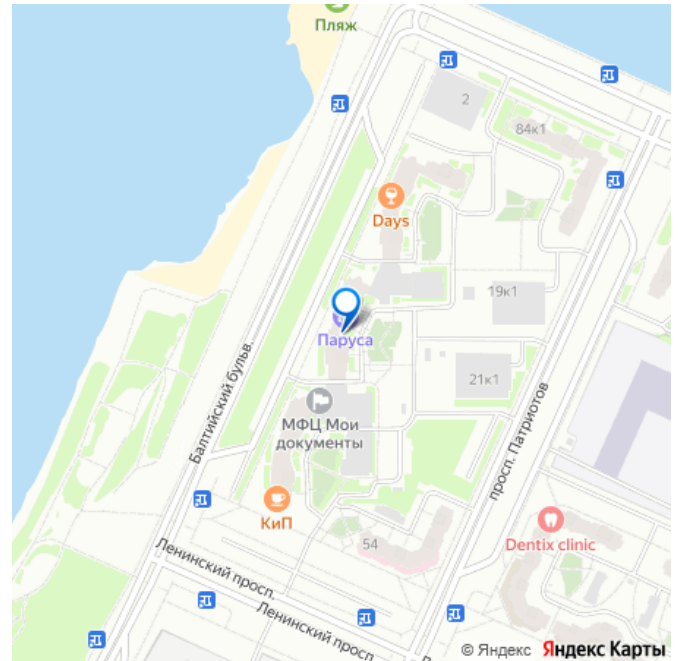 Пляж
2
84к1
Days
19к1
Паруса
21к1
Балтийский бульв.
МФЦ Мои
документы
просп. Патриотов
КиП
54
Dentix clinic
Ленинский просп.
Ленинский просп
© Яндекс Яндекс Карты